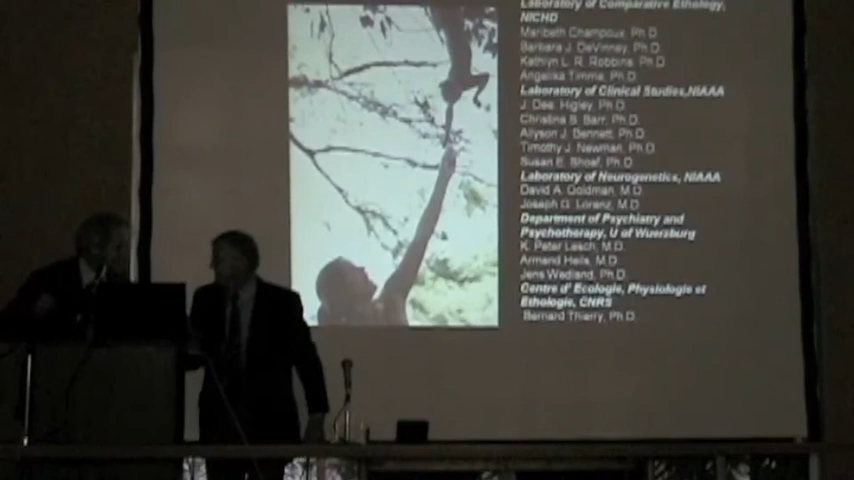 Laboratory of Comparative Ethology,
NICHD
Maribeth Champoux, Ph.D.
Barbara J. DeVinney, Ph.D.
Kathlyn L. R. Robbins, Ph.D.
Angelika Timme, Ph.D.
Laboratory of Clinical Studies,NIAAA
J. Dee. Higley, Ph.D.
Christina S. Barr, Ph.D.
Allyson J. Bennett, Ph.D.
Timothy J. Newman, Ph.D.
Susan E. Shoaf, Ph.D.
Laboratory of Neurogenetics, NIAAA
David A. Goldman, M.D.
Joseph G. Lorenz, M.D.
Department of Psychiatry and
Psychotherapy, U of Wuerzburg
K. Peter Lesch, M.D.
Armand Heils, M.D.
Jens Wedland, Ph.D.
Centre d' Ecologie, Physiologie et
Ethologie, CNRS
Bernard Thierry, Ph.D.